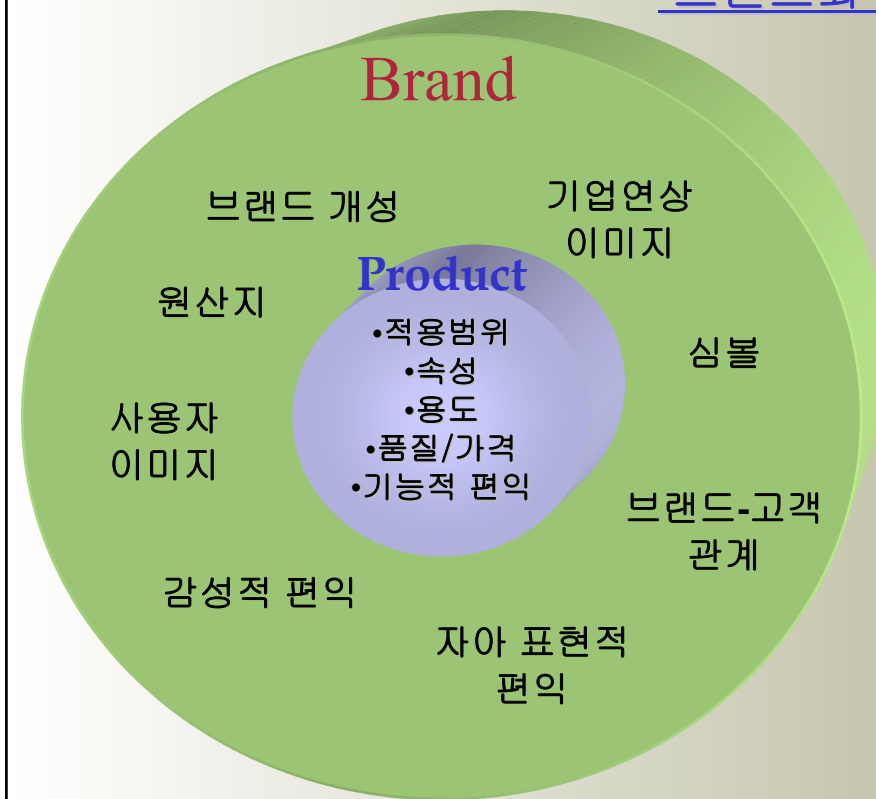 Brand
브랜드 개성
기업연상
이미지
원산지
Product
•적용범위
•속성
•용도
•품질/가격
•기능적 편익
심볼
사용자
이미지
브랜드-고객
관계
감성적 편익
자아 표현적
편익